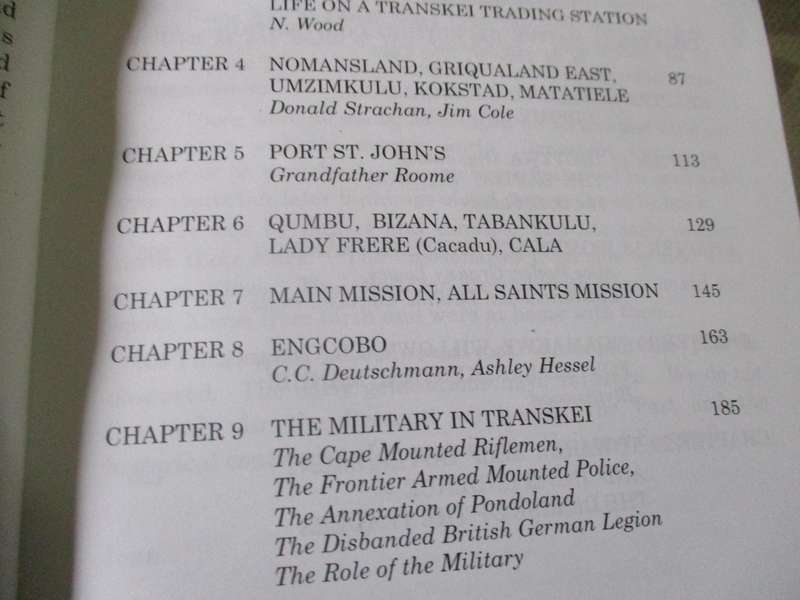 LIFE ON A TRANSKEI TRADING STATION
N. Wood
CHAPTER 4 NOMANSLAND, GRIQUALAND EAST, 87
UMZIMKULU, KOKSTAD, MATATIELE
Donald Strachan, Jim Cole
CHAPTER 5 PORT ST. JOHN'S 113
Grandfather Roome
CHAPTER 6 QUMBU, BIZANA, TABANKULU, 129
LADY FRERE (Cacadu), CALA
CHAPTER 7 MAIN MISSION, ALL SAINTS MISSION 145
CHAPTER 8 ENGCOBO 163
C.C. Deutschmann, Ashley Hessel
CHAPTER 9 THE MILITARY IN TRANSKEI 185
The Cape Mounted Riflemen,
The Frontier Armed Mounted Police,
The Annexation of Pondoland
The Disbanded British German Legion
The Role of the Military